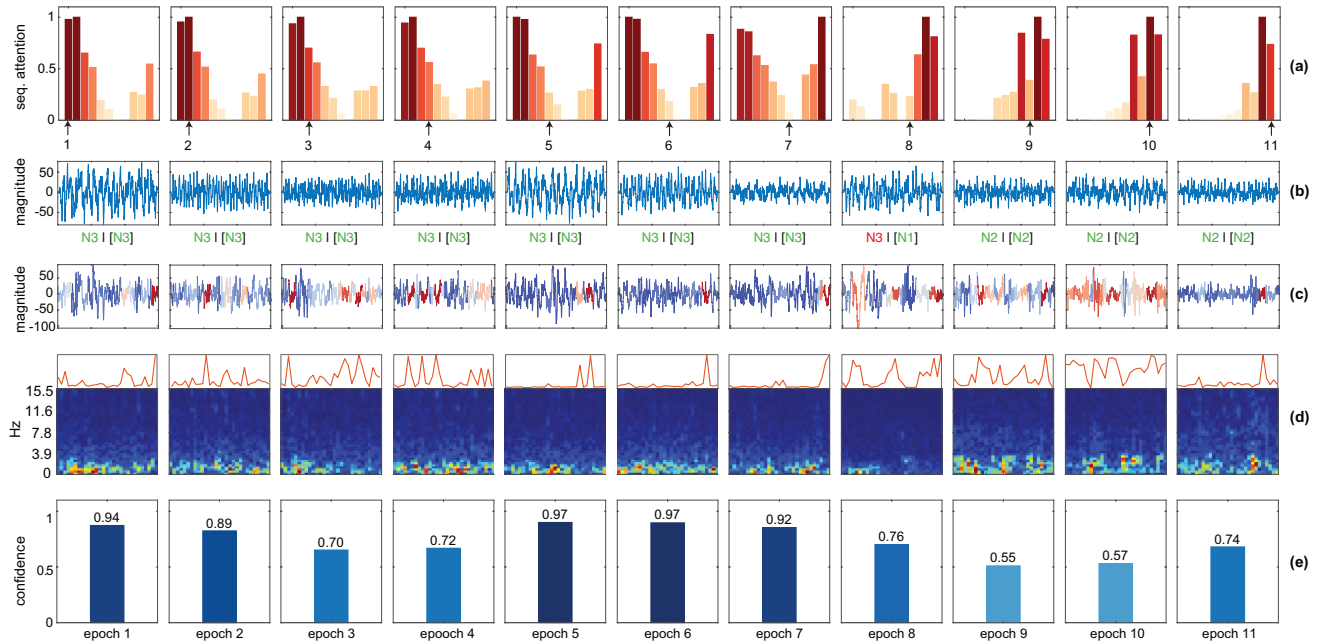 1
0.5
0
seq. attention
(a)
1 2 3 4 5 6 7 8 9 10 11
50
0
-50
magnitude
(b)
N3 I [N3] N3 I [N3] N3 I [N3] N3 I [N3] N3 I [N3] N3 I [N3] N3 I [N3] N3 I [N1] N2 I [N2] N2 I [N2] N2 I [N2]
50
0
-50
-100
magnitude
(c)
15.5
11.6
7.8
3.9
0
Hz
(d)
1
0.5
0
confidence
0.94 0.89 0.70 0.72 0.97 0.97 0.92 0.76 0.55 0.57 0.74
(e)
epoch 1 epoch 2 epoch 3 epoch 4 epoch 5 epoch 6 epoch 7 epoch 8 epoch 9 epoch 10 epoch 11